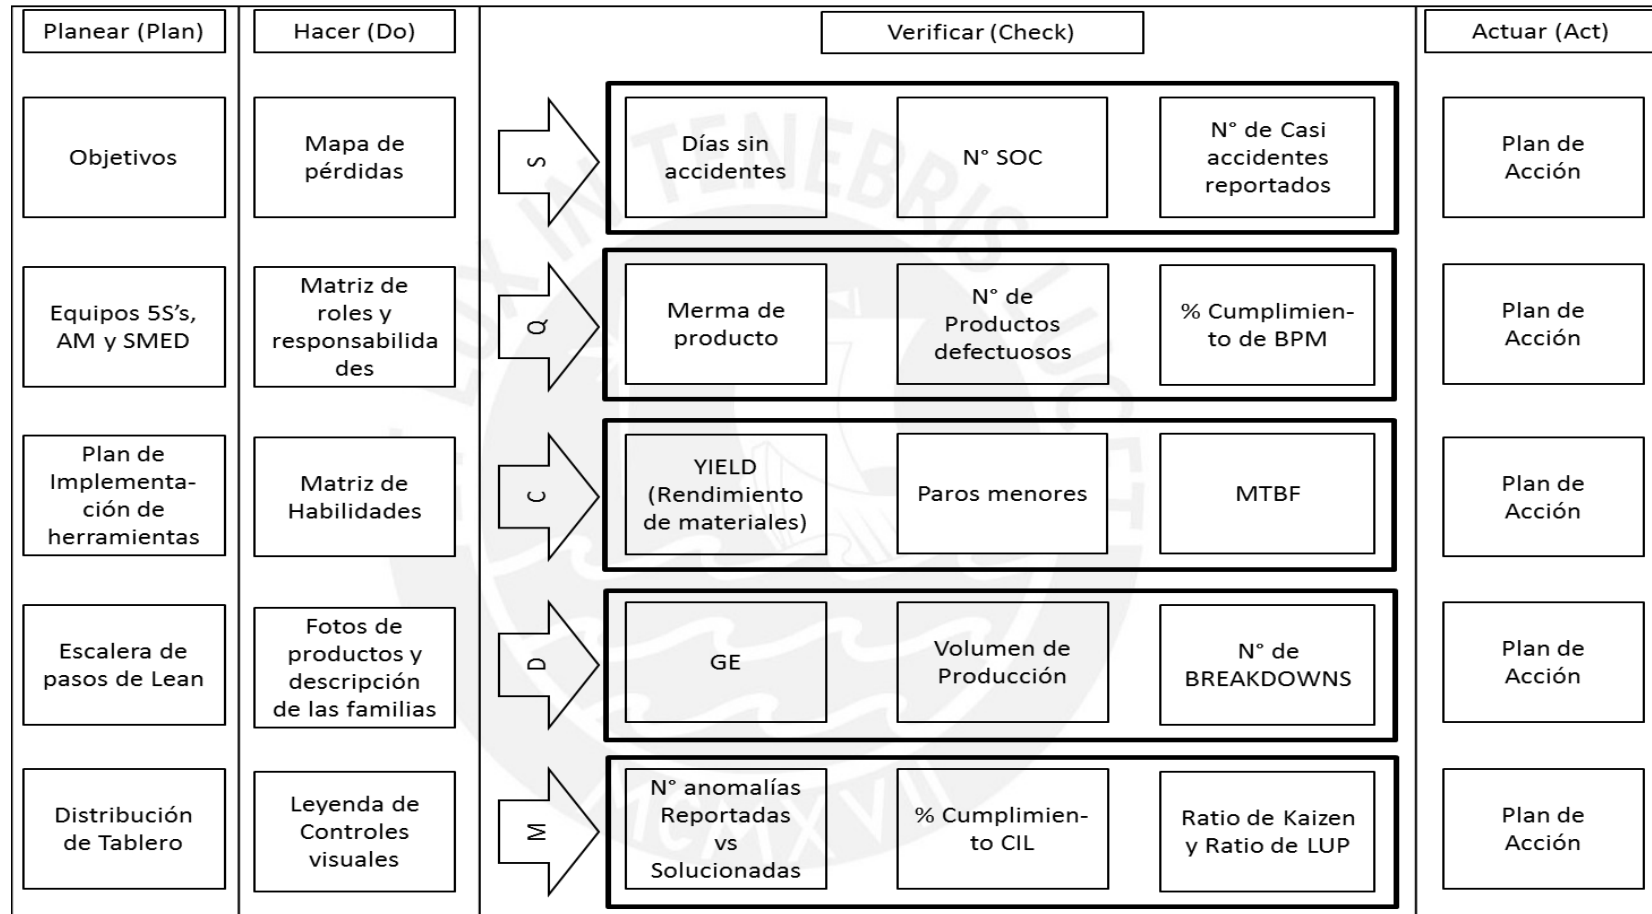 Planear (Plan)
Hacer (Do)
Verificar (Check)
Actuar (Act)
Objetivos
Mapa de
pérdidas
S
Días sin
accidentes
N° SOC
N° de Casi
accidentes
reportados
Plan de
Acción
Equipos 5S’s,
AM y SMED
Matriz de
roles y
responsabilida
des
Q
Merma de
producto
N° de
Productos
defectuosos
% Cumplimien-
to de BPM
Plan de
Acción
Plan de
Implementa-
ción de
herramientas
Matriz de
Habilidades
C
YIELD
(Rendimiento
de materiales)
Paros menores
MTBF
Plan de
Acción
Escalera de
pasos de Lean
Fotos de
productos y
descripción
de las familias
D
GE
Volumen de
Producción
N° de
BREAKDOWNS
Plan de
Acción
Distribución
de Tablero
Leyenda de
Controles
visuales
M
N° anomalías
Reportadas
vs
Solucionadas
% Cumplimien-
to CIL
Ratio de Kaizen
y Ratio de LUP
Plan de
Acción
LUX IN TENEBRIS LUCET
MCMXVII